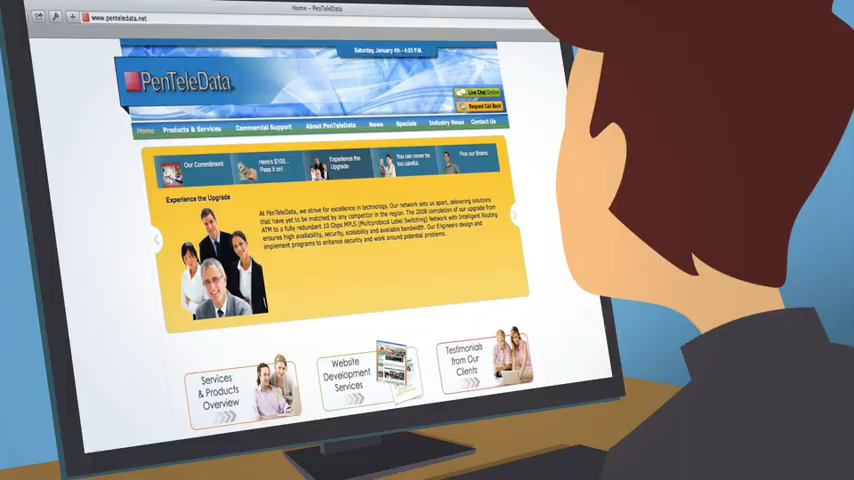 Home – PenTeleData
www.penteledata.net
Saturday, January 4th - 4:53 P.M.
PenTeleData
Live Chat Online
Request Call Back
Home Products & Services Commercial Support About PenTeleData News Specials Industry News Contact Us
Our Commitment
Here's $100...
Pass it on!
Experience the
Upgrade
You can never be
too careful.
Pick our Brains
Experience the Upgrade
At PenTeleData, we strive for excellence in technology. Our network sets us apart, delivering solutions
that have yet to be matched by any competitor in the region. The 2008 completion of our upgrade from
ATM to a fully redundant 10 Gbps MPLS (Multiprotocol Label Switching) Network with Intelligent Routing
ensures high availability, security, scalability and available bandwidth. Our Engineers design and
implement programs to enhance security and work around potential problems.
Services
& Products
Overview
Website
Development
Services
Testimonials
from Our
Clients